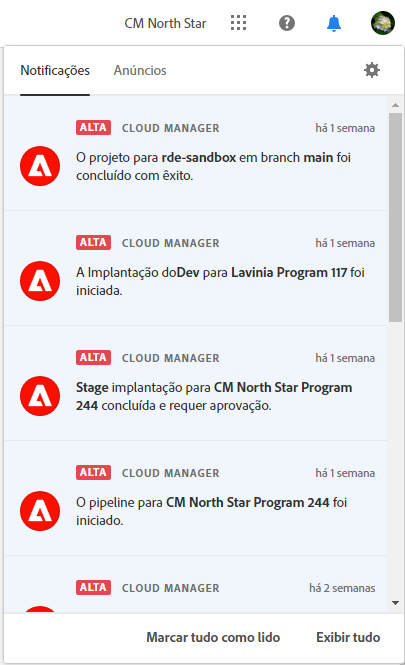 CM North Star
Notificações Anúncios
ALTA CLOUD MANAGER há 1 semana
O projeto para rde-sandbox em branch main foi
concluído com êxito.
ALTA CLOUD MANAGER há 1 semana
A Implantação doDev para Lavinia Program 117 foi
iniciada.
ALTA CLOUD MANAGER há 1 semana
Stage implantação para CM North Star Program
244 concluída e requer aprovação.
ALTA CLOUD MANAGER há 1 semana
O pipeline para CM North Star Program 244 foi
iniciado.
ALTA CLOUD MANAGER há 2 semanas
Marcar tudo como lido Exibir tudo